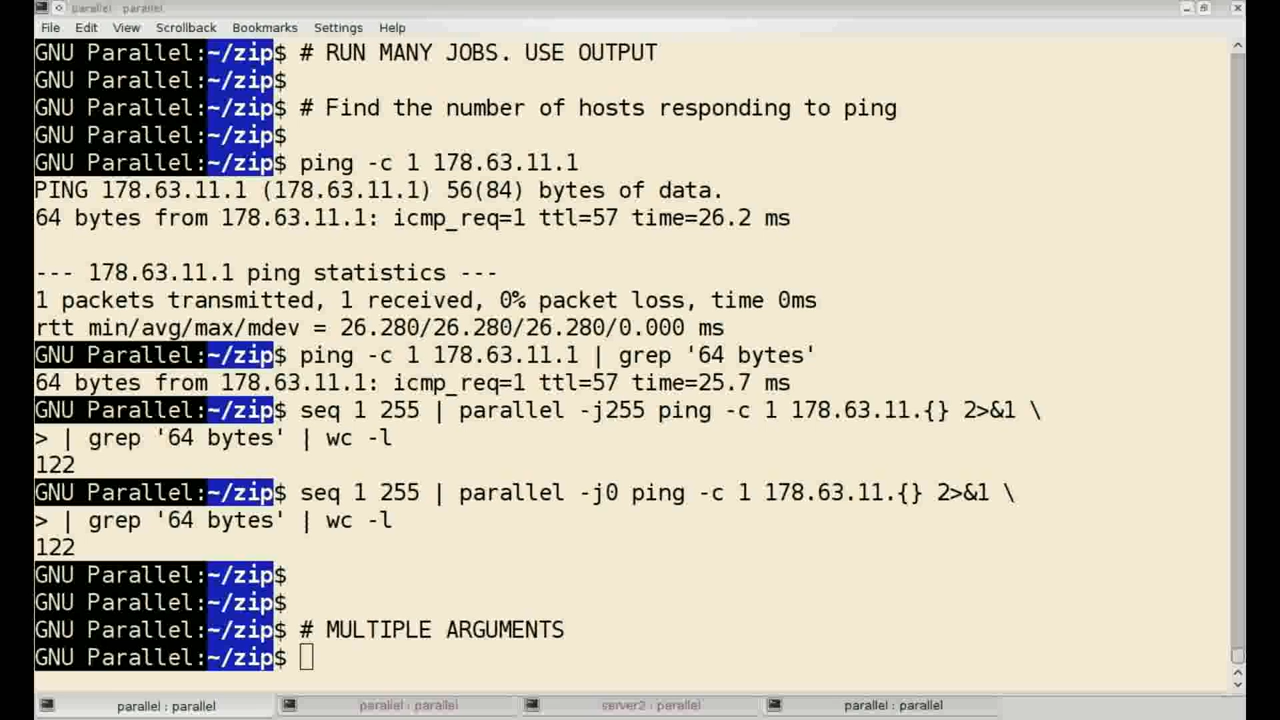 parallel : parallel
File Edit View Scrollback Bookmarks Settings Help
GNU Parallel:~/zip$ # RUN MANY JOBS. USE OUTPUT
GNU Parallel:~/zip$
GNU Parallel:~/zip$ # Find the number of hosts responding to ping
GNU Parallel:~/zip$
GNU Parallel:~/zip$ ping -c 1 178.63.11.1
PING 178.63.11.1 (178.63.11.1) 56(84) bytes of data.
64 bytes from 178.63.11.1: icmp_req=1 ttl=57 time=26.2 ms
--- 178.63.11.1 ping statistics ---
1 packets transmitted, 1 received, 0% packet loss, time 0ms
rtt min/avg/max/mdev = 26.280/26.280/26.280/0.000 ms
GNU Parallel:~/zip$ ping -c 1 178.63.11.1 | grep '64 bytes'
64 bytes from 178.63.11.1: icmp_req=1 ttl=57 time=25.7 ms
GNU Parallel:~/zip$ seq 1 255 | parallel -j255 ping -c 1 178.63.11.{} 2>&1 \
> | grep '64 bytes' | wc -l
122
GNU Parallel:~/zip$ seq 1 255 | parallel -j0 ping -c 1 178.63.11.{} 2>&1 \
> | grep '64 bytes' | wc -l
122
GNU Parallel:~/zip$
GNU Parallel:~/zip$
GNU Parallel:~/zip$ # MULTIPLE ARGUMENTS
GNU Parallel:~/zip$
parallel : parallel parallel : parallel server2 : parallel parallel : parallel